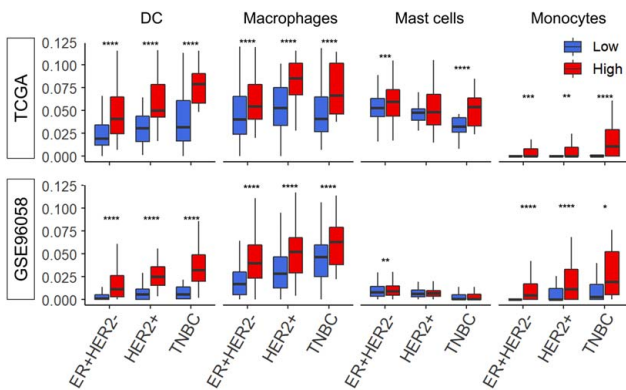 DC Macrophages Mast cells Monocytes
TCGA
0.125
0.100
0.075
0.050
0.025
0.000
**** **** ****
**** **** ****
*** ****
*** ** ****
Low
High
GSE96058
0.125
0.100
0.075
0.050
0.025
0.000
**** **** ****
**** **** ****
**
**** **** *
ER+HER2- HER2+ TNBC ER+HER2- HER2+ TNBC ER+HER2- HER2+ TNBC ER+HER2- HER2+ TNBC